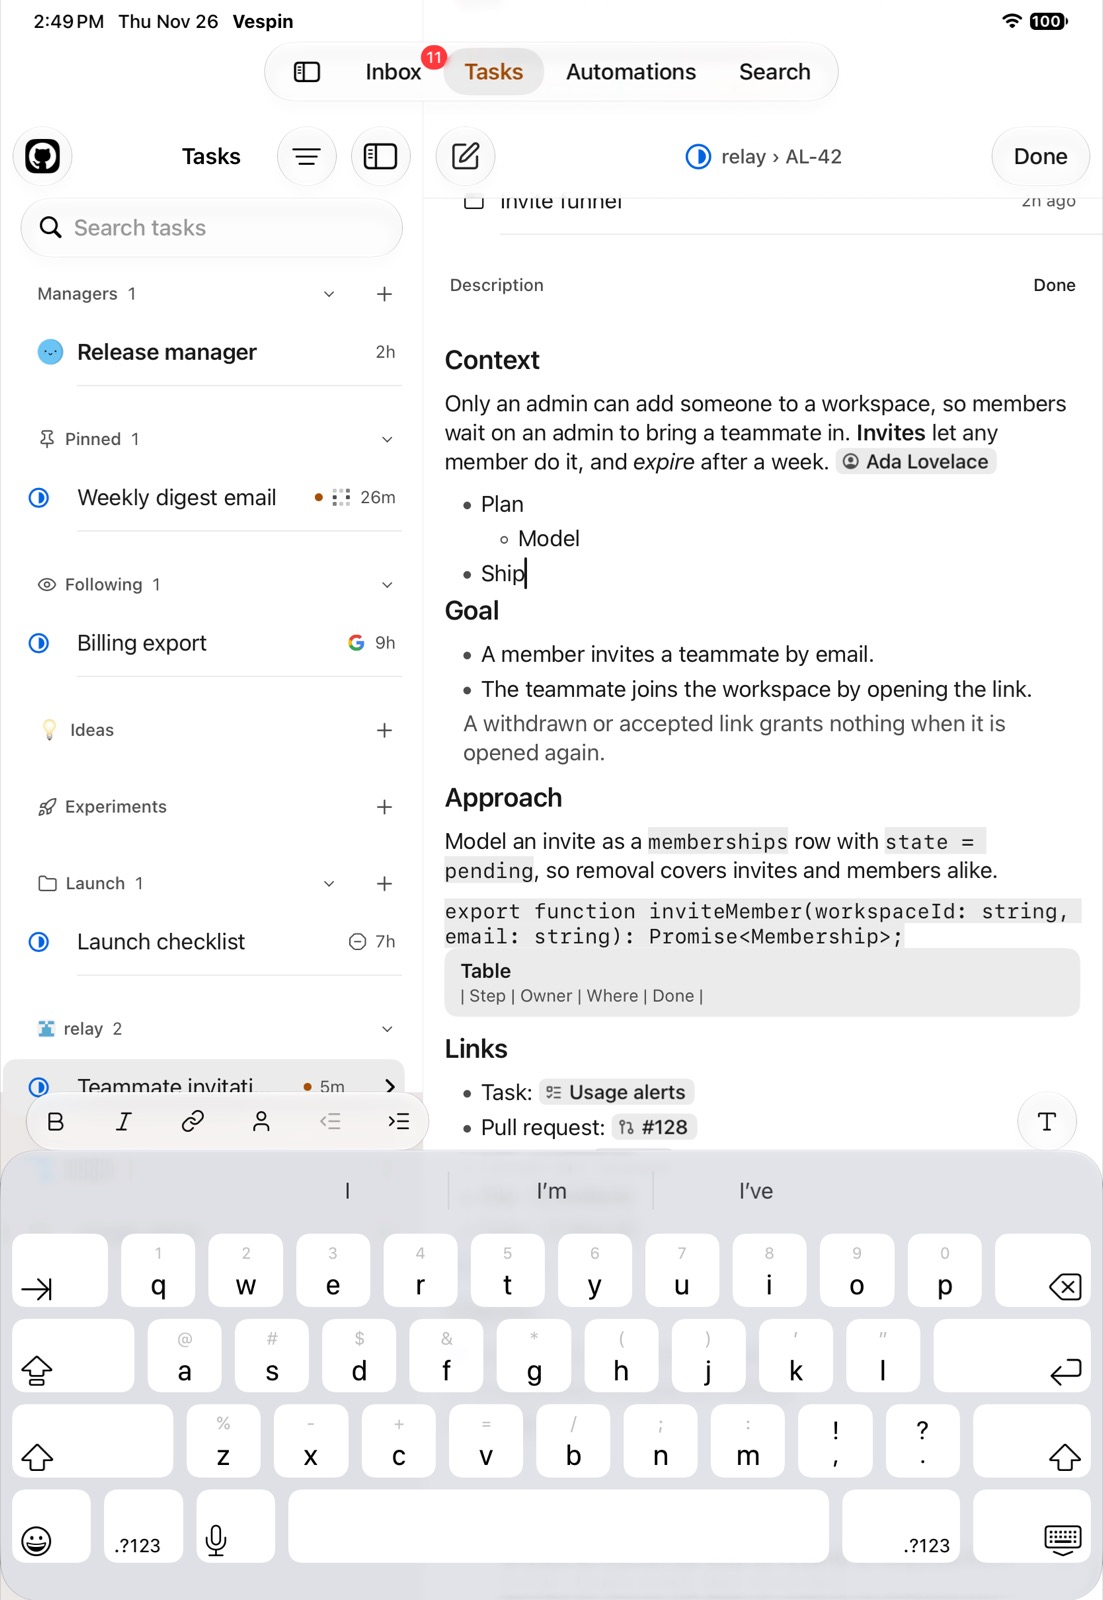 2:49 PM Thu Nov 26 Vespin
100
Inbox 11 Tasks Automations Search
Tasks
relay › AL-42
Done
Search tasks
Managers 1
Release manager 2h
Pinned 1
Weekly digest email 26m
Following 1
Billing export 9h
Ideas
Experiments
Launch 1
Launch checklist 7h
relay 2
Teammate invitati 5m
Invite funnel 2h ago
Description Done
Context
Only an admin can add someone to a workspace, so members
wait on an admin to bring a teammate in. Invites let any
member do it, and expire after a week. Ada Lovelace
• Plan
◦ Model
• Ship
Goal
• A member invites a teammate by email.
• The teammate joins the workspace by opening the link.
A withdrawn or accepted link grants nothing when it is
opened again.
Approach
Model an invite as a memberships row with state =
pending, so removal covers invites and members alike.
export function inviteMember(workspaceId: string,
email: string): Promise<Membership>;
Table
| Step | Owner | Where | Done |
Links
• Task: Usage alerts
• Pull request: #128
B I T
I I'm I've
1 2 3 4 5 6 7 8 9 0
q w e r t y u i o p
@ # $ & * ( ) ' "
a s d f g h j k l
% - + = / ; : ! ?
z x c v b n m , .
.?123 .?123